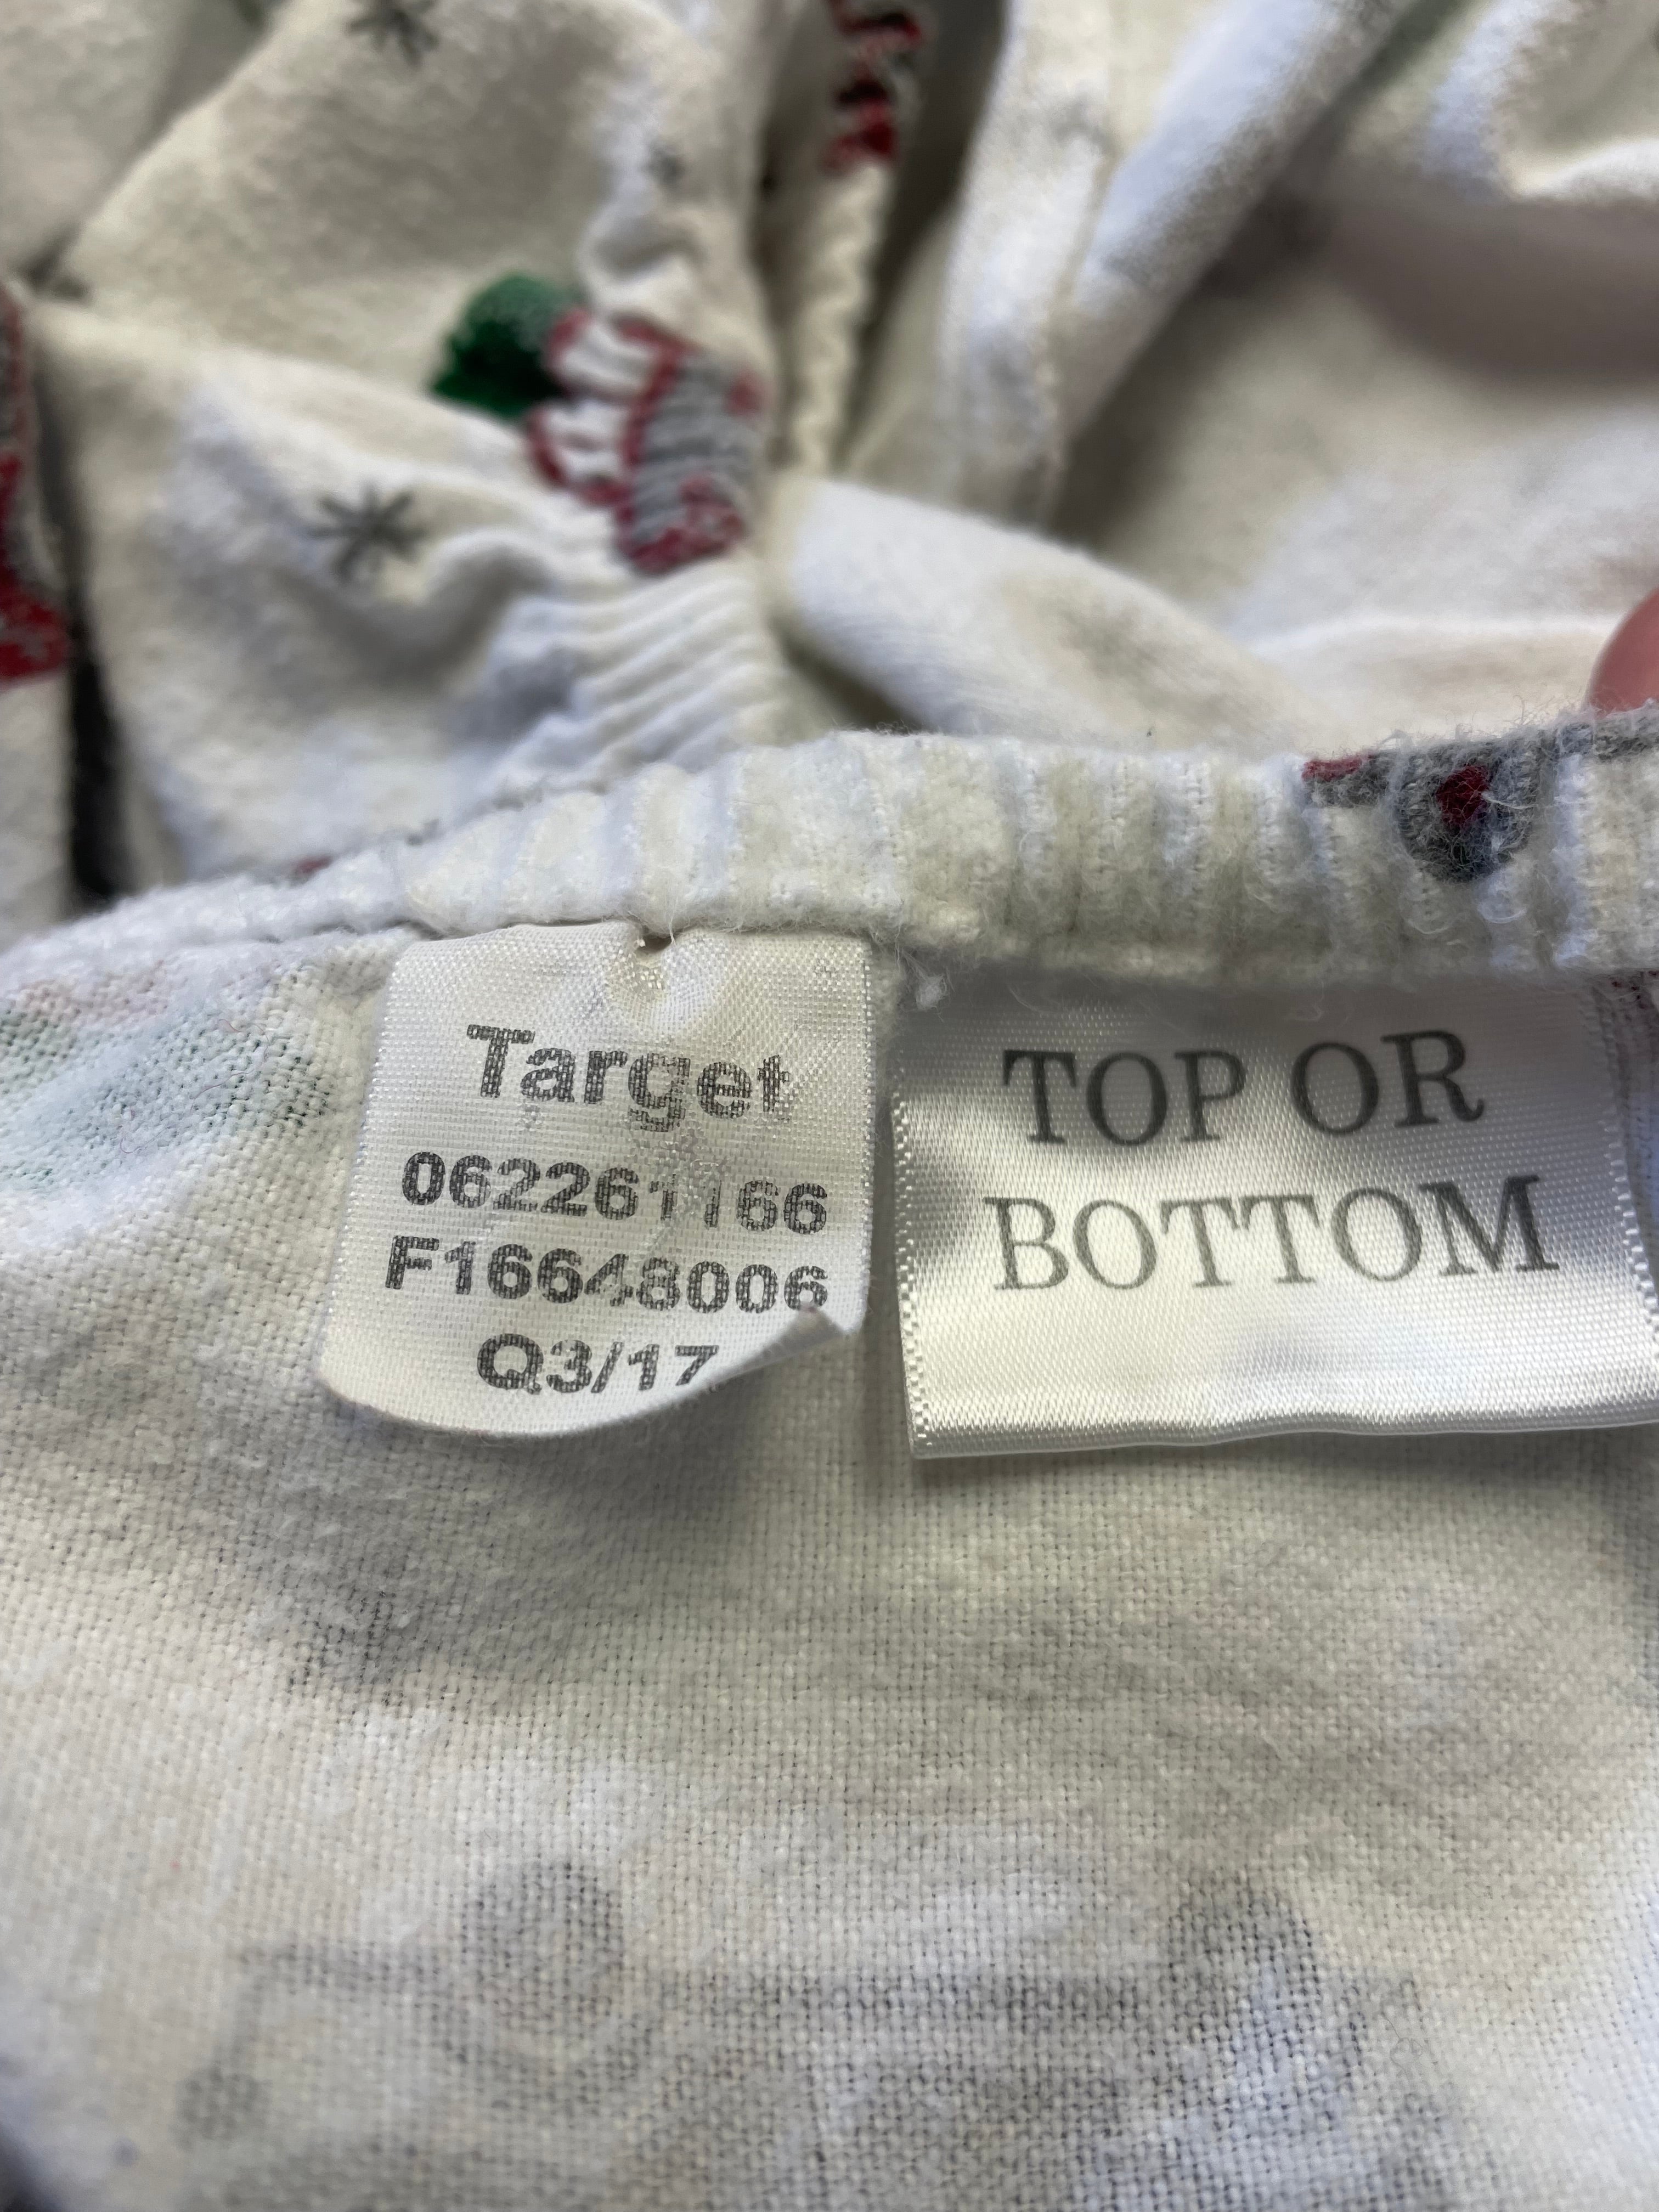 Target
062261166
F16648006
Q3/17
TOP OR
BOTTOM